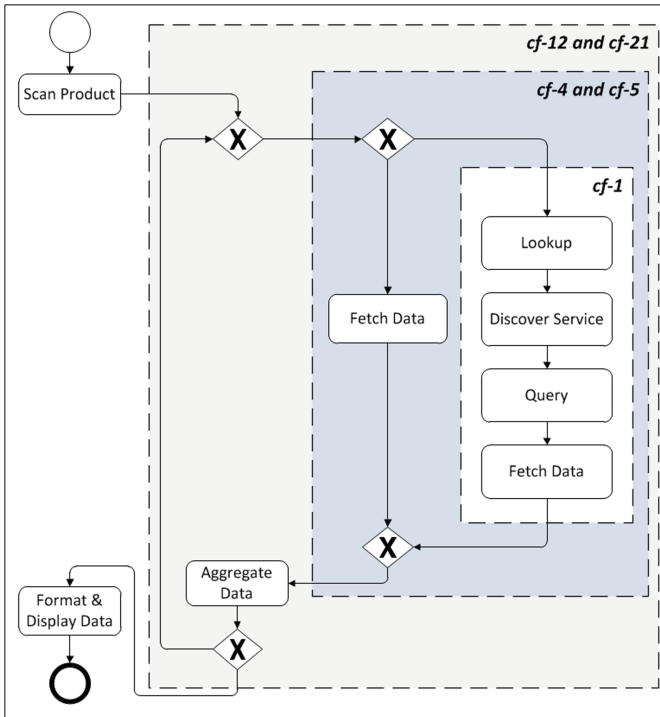 cf-12 and cf-21
Scan Product
cf-4 and cf-5
X
X
cf-1
Lookup
Fetch Data
Discover Service
Query
Fetch Data
X
Aggregate
Data
Format &
Display Data
X